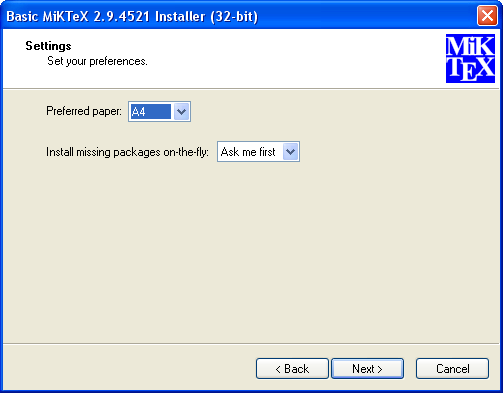 Basic MiKTeX 2.9.4521 Installer (32-bit)
Settings
Set your preferences.
MiK
TEX
Preferred paper: A4
Install missing packages on-the-fly: Ask me first
< Back Next > Cancel